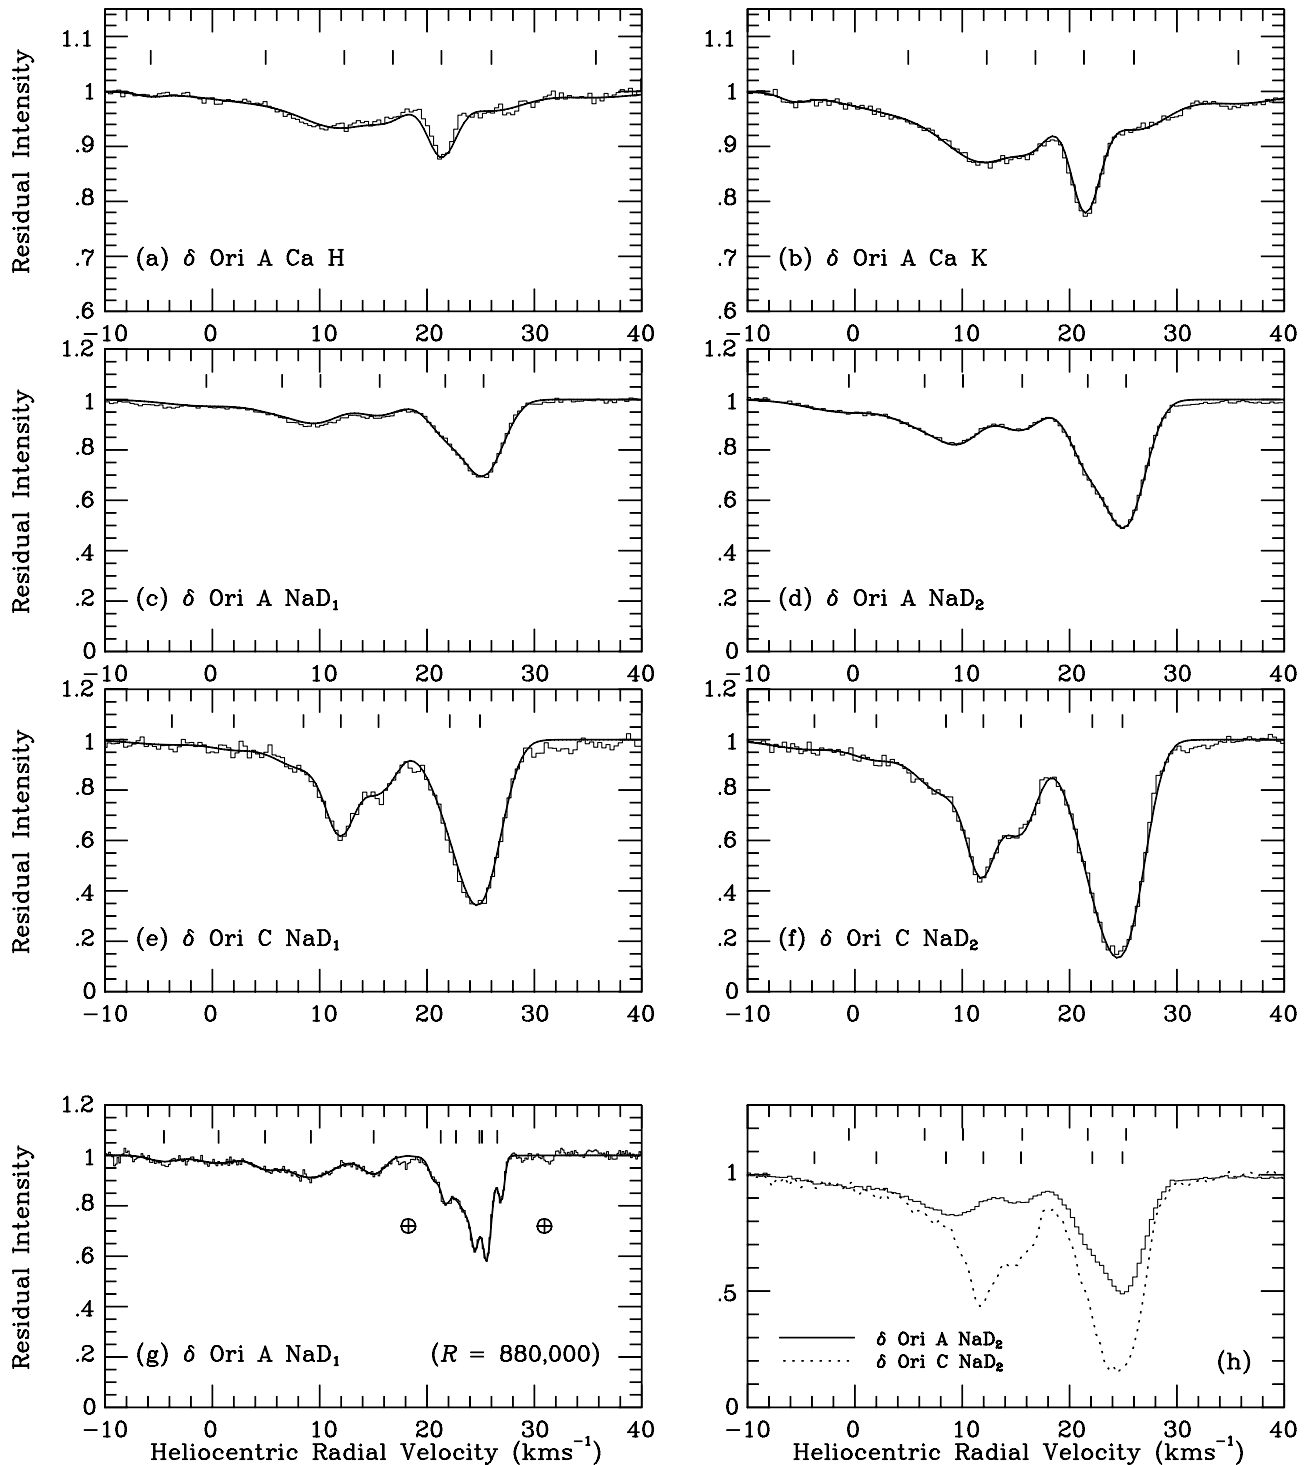 Residual Intensity
1.1
1
.9
.8
.7
.6
(a) δ Ori A Ca H
−10 0 10 20 30 40
1.1
1
.9
.8
.7
.6
(b) δ Ori A Ca K
−10 0 10 20 30 40
Residual Intensity
1.2
1
.8
.6
.4
.2
0
(c) δ Ori A NaD₁
−10 0 10 20 30 40
1.2
1
.8
.6
.4
.2
0
(d) δ Ori A NaD₂
−10 0 10 20 30 40
Residual Intensity
1.2
1
.8
.6
.4
.2
0
(e) δ Ori C NaD₁
−10 0 10 20 30 40
1.2
1
.8
.6
.4
.2
0
(f) δ Ori C NaD₂
−10 0 10 20 30 40
Residual Intensity
1.2
1
.8
.6
.4
.2
0
⊕ ⊕
(g) δ Ori A NaD₁ (R = 880,000)
−10 0 10 20 30 40
Heliocentric Radial Velocity (kms⁻¹)
1
.5
0
δ Ori A NaD₂
δ Ori C NaD₂
(h)
−10 0 10 20 30 40
Heliocentric Radial Velocity (kms⁻¹)